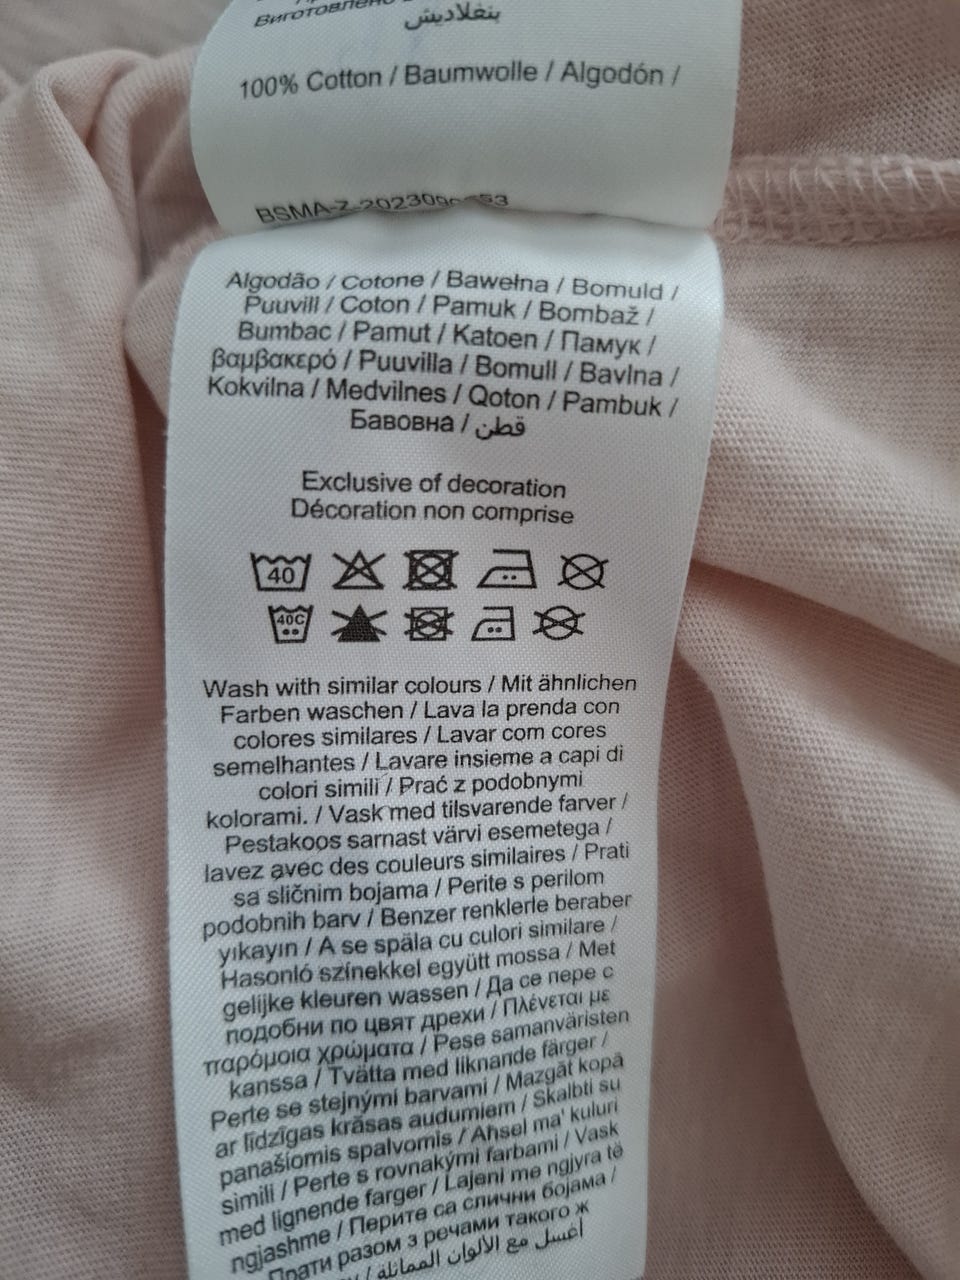 Виготовлено
بنغلاديش
100% Cotton / Baumwolle / Algodón /
BSMA-Z-202309
Algodão / Cotone / Bawełna / Bomuld /
Puuvill / Coton / Pamuk / Bombaž /
Bumbac / Pamut / Katoen / Памук /
βαμβακερό / Puuvilla / Bomull / Bavlna /
Kokvilna / Medvilnes / Qoton / Pambuk /
Бавовна / قطن
Exclusive of decoration
Décoration non comprise
40
40C
Wash with similar colours / Mit ähnlichen
Farben waschen / Lava la prenda con
colores similares / Lavar com cores
semelhantes / Lavare insieme a capi di
colori simili / Prać z podobnymi
kolorami. / Vask med tilsvarende farver /
Pestakoos sarnast värvi esemetega /
lavez avec des couleurs similaires / Prati
sa sličnim bojama / Perite s perilom
podobnih barv / Benzer renklerle beraber
yıkayın / A se spăla cu culori similare /
Hasonló színekkel együtt mossa / Met
gelijke kleuren wassen / Да се пере с
подобни по цвят дрехи / Πλένεται με
παρόμοια χρώματα / Pese samanväristen
kanssa / Tvätta med liknande färger /
Perte se stejnými barvami / Mazgāt kopā
ar līdzīgas krāsas audumiem / Skalbti su
panašiomis spalvomis / Aħsel ma' kuluri
simili / Perte s rovnakými farbami / Vask
med lignende farger / Lajeni me ngjyra të
ngjashme / Перите са слични бојама /
Прати разом з речами такого ж
/ أغسل مع الألوان المماثلة